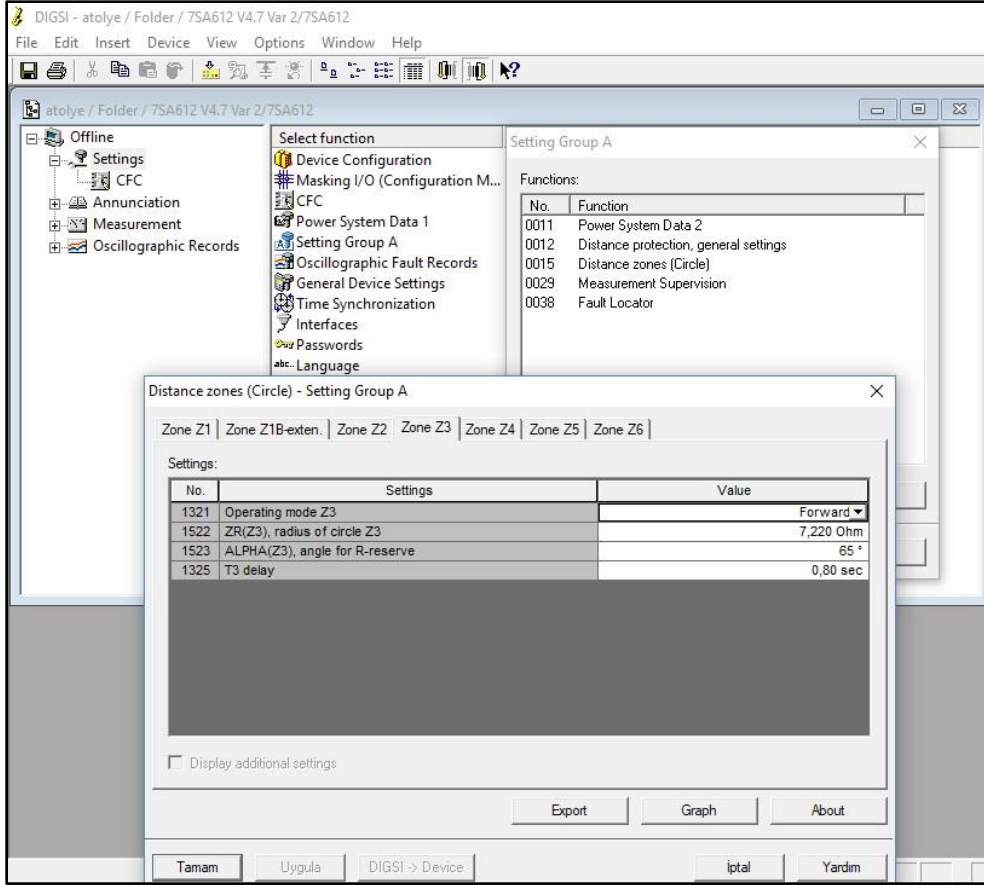 DIGSI - atolye / Folder / 7SA612 V4.7 Var 2/7SA612
File Edit Insert Device View Options Window Help
atolye / Folder / 7SA612 V4.7 Var 2/7SA612
Offline
Settings
CFC
Annunciation
Measurement
Oscillographic Records
Select function
Device Configuration
Masking I/O (Configuration M...
CFC
Power System Data 1
Setting Group A
Oscillographic Fault Records
General Device Settings
Time Synchronization
Interfaces
Passwords
Language
Setting Group A
Functions:
No. Function
0011 Power System Data 2
0012 Distance protection, general settings
0015 Distance zones (Circle)
0029 Measurement Supervision
0038 Fault Locator
Distance zones (Circle) - Setting Group A
Zone Z1 Zone Z1B-exten. Zone Z2 Zone Z3 Zone Z4 Zone Z5 Zone Z6
Settings:
No. Settings Value
1321 Operating mode Z3 Forward
1522 ZR(Z3), radius of circle Z3 7,220 Ohm
1523 ALPHA(Z3), angle for R-reserve 65 °
1325 T3 delay 0,80 sec
Display additional settings
Export Graph About
Tamam Uygula DIGSI -> Device İptal Yardım